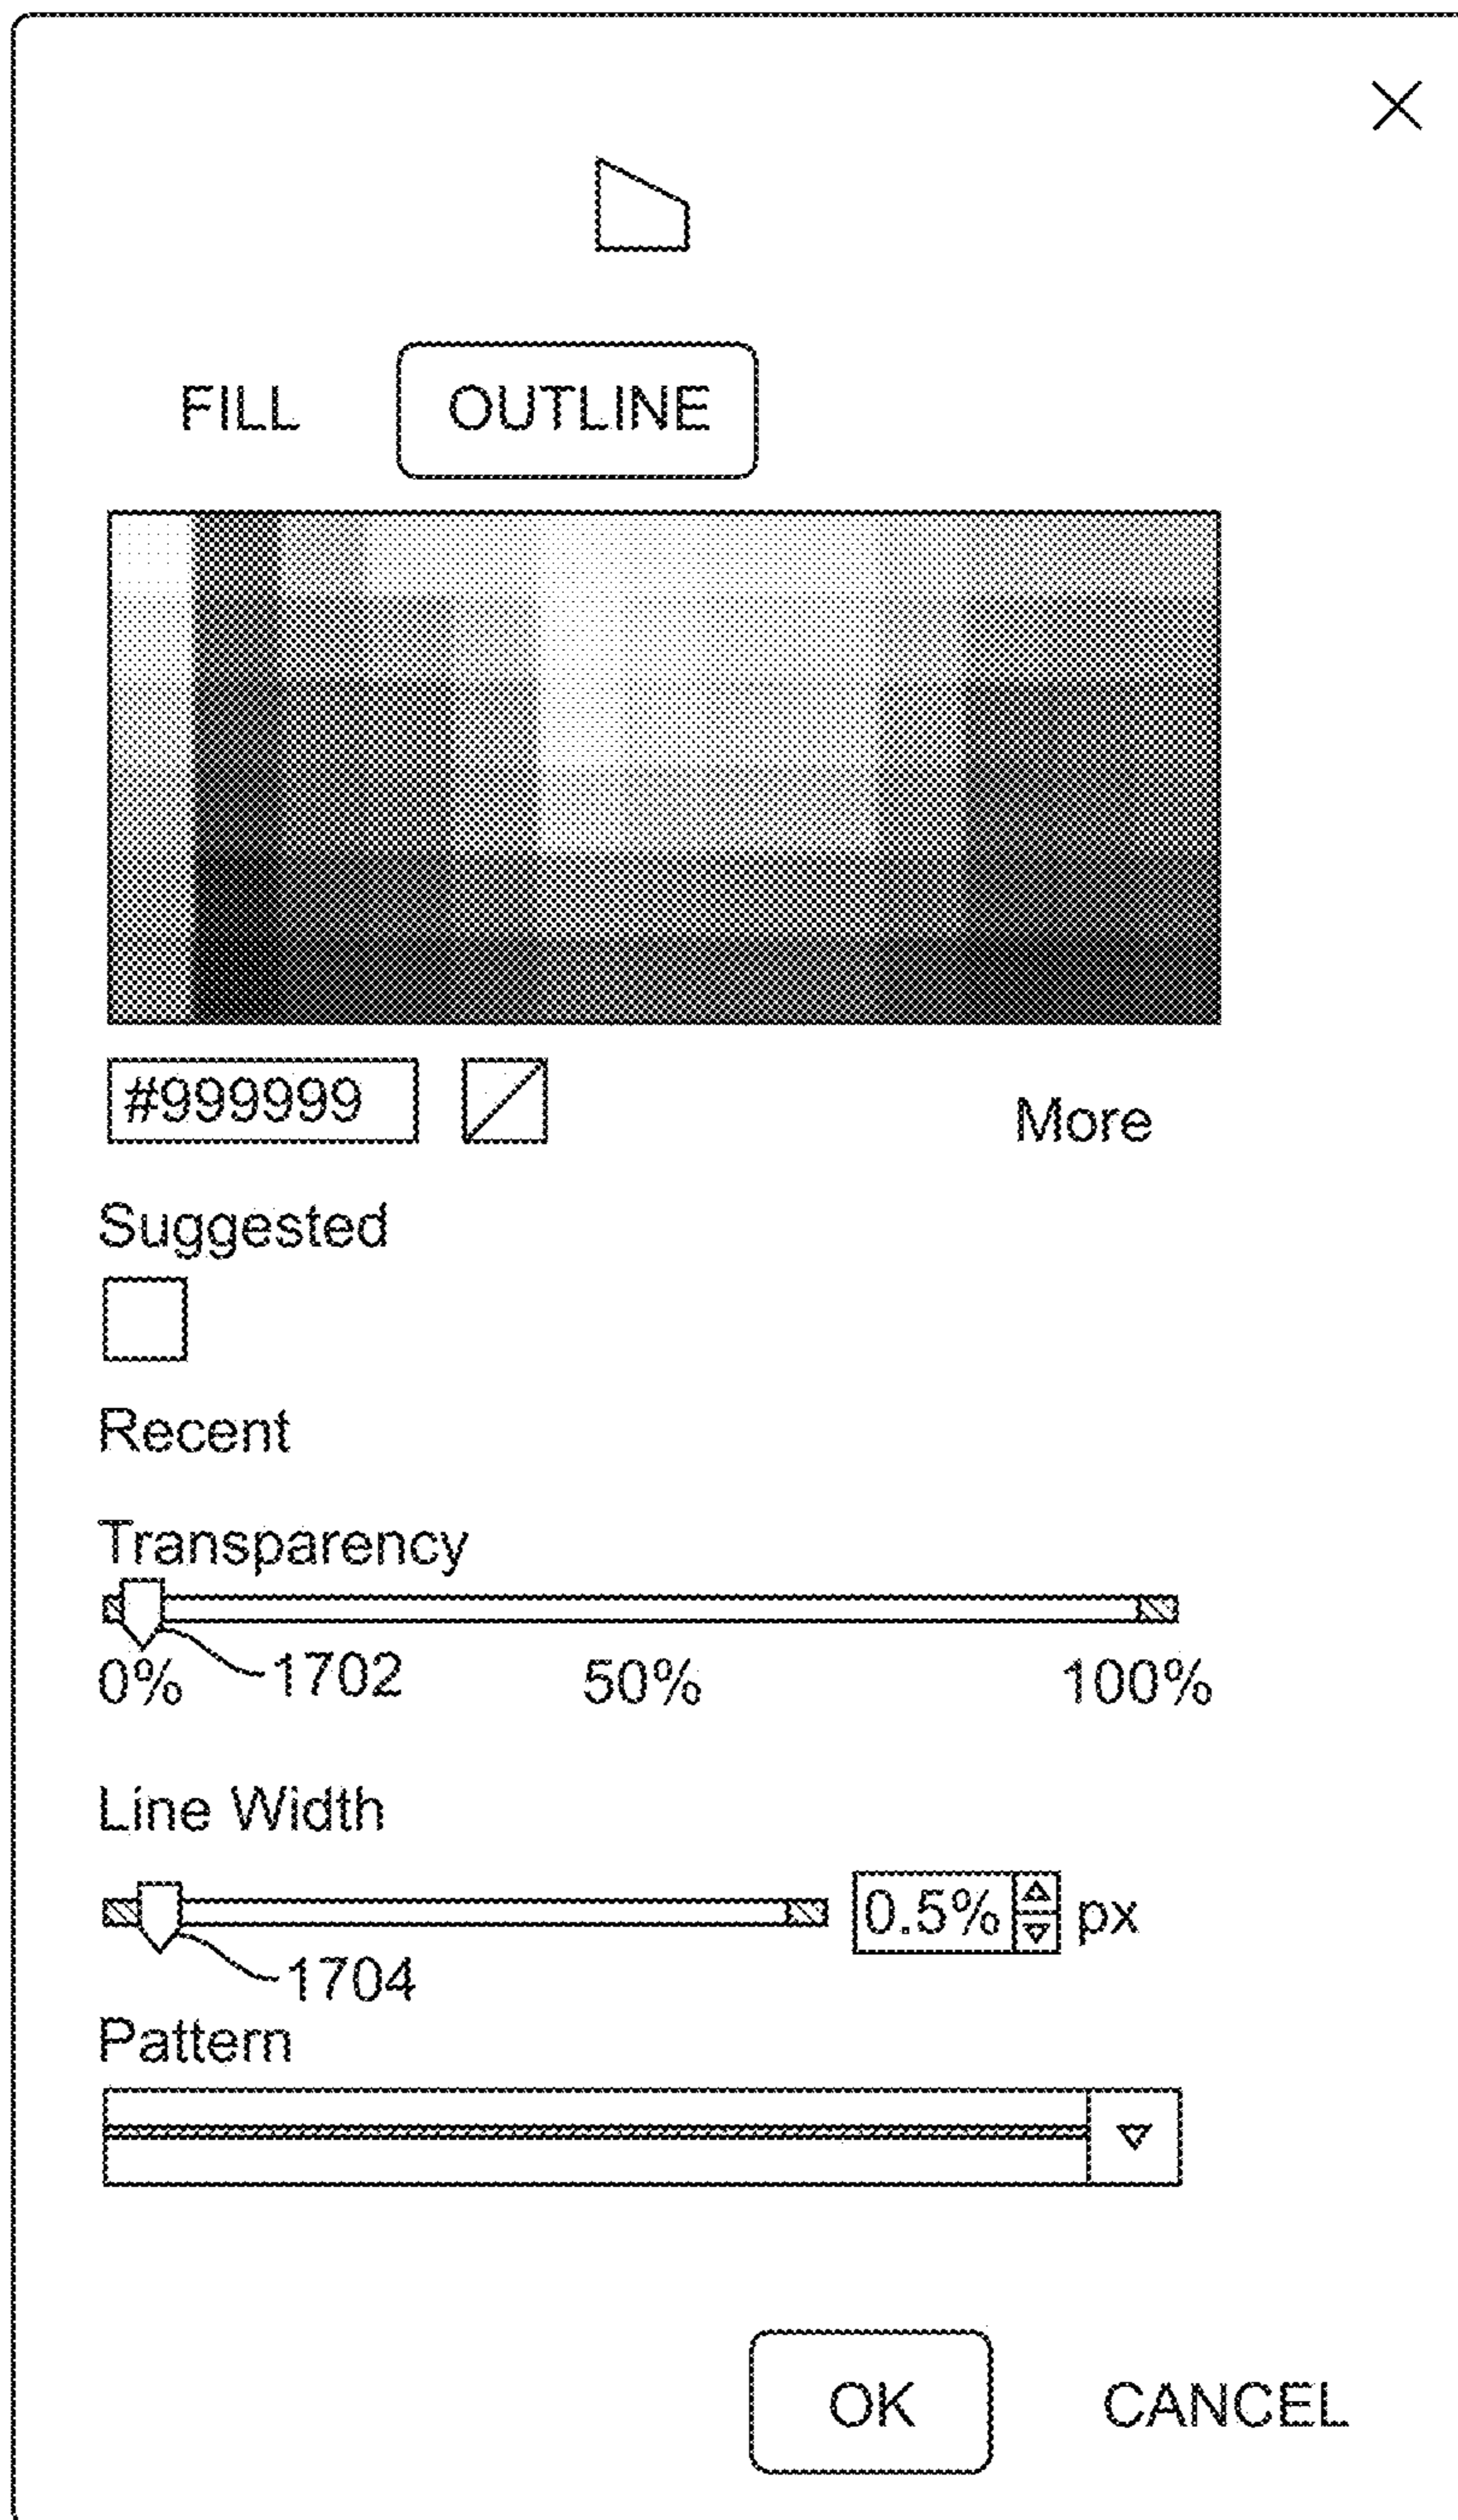 FILL OUTLINE
#999999 More
Suggested
Recent
Transparency
0% 1702 50% 100%
Line Width
0.5% px
1704
Pattern
OK CANCEL